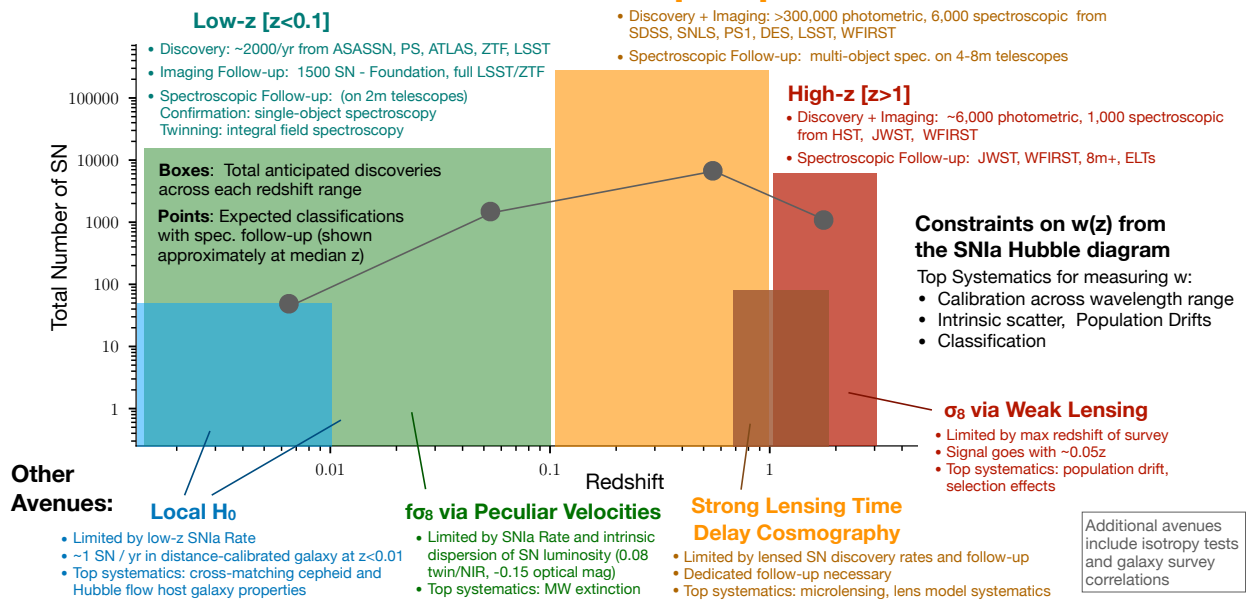 Low-z [z<0.1]
• Discovery: ~2000/yr from ASASSN, PS, ATLAS, ZTF, LSST
• Imaging Follow-up: 1500 SN - Foundation, full LSST/ZTF
• Spectroscopic Follow-up: (on 2m telescopes)
Confirmation: single-object spectroscopy
Twinning: integral field spectroscopy
• Discovery + Imaging: >300,000 photometric, 6,000 spectroscopic from
SDSS, SNLS, PS1, DES, LSST, WFIRST
• Spectroscopic Follow-up: multi-object spec. on 4-8m telescopes
High-z [z>1]
• Discovery + Imaging: ~6,000 photometric, 1,000 spectroscopic
from HST, JWST, WFIRST
• Spectroscopic Follow-up: JWST, WFIRST, 8m+, ELTs
Boxes: Total anticipated discoveries
across each redshift range
Points: Expected classifications
with spec. follow-up (shown
approximately at median z)
Total Number of SN
100000
10000
1000
100
10
1
0.01
0.1
1
Redshift
Constraints on w(z) from
the SNIa Hubble diagram
Top Systematics for measuring w:
• Calibration across wavelength range
• Intrinsic scatter, Population Drifts
• Classification
σ8 via Weak Lensing
• Limited by max redshift of survey
• Signal goes with ~0.05z
• Top systematics: population drift,
selection effects
Other
Avenues:
Local H₀
• Limited by low-z SNIa Rate
• ~1 SN / yr in distance-calibrated galaxy at z<0.01
• Top systematics: cross-matching cepheid and
Hubble flow host galaxy properties
fσ8 via Peculiar Velocities
• Limited by SNIa Rate and intrinsic
dispersion of SN luminosity (0.08
twin/NIR, -0.15 optical mag)
• Top systematics: MW extinction
Strong Lensing Time
Delay Cosmography
• Limited by lensed SN discovery rates and follow-up
• Dedicated follow-up necessary
• Top systematics: microlensing, lens model systematics
Additional avenues
include isotropy tests
and galaxy survey
correlations